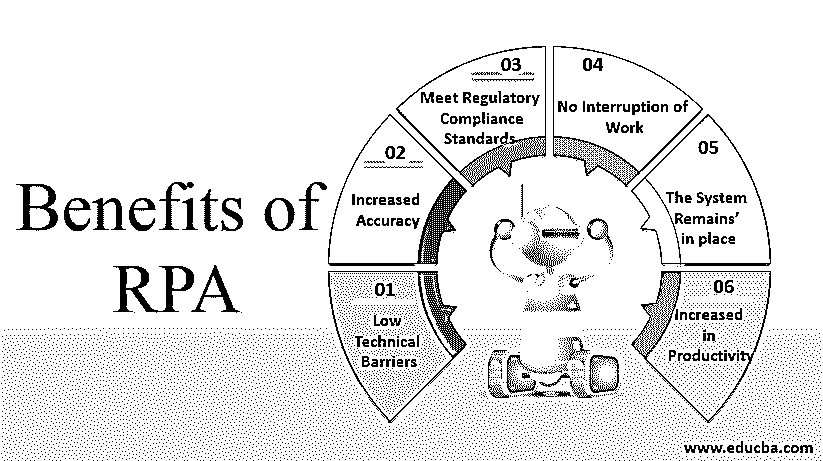 Benefits of
RPA
01
Low
Technical
Barriers
02
Increased
Accuracy
03
Meet Regulatory
Compliance
Standards
04
No Interruption of
Work
05
The System
Remains’
in place
06
Increased
in
Productivity
www.educba.com